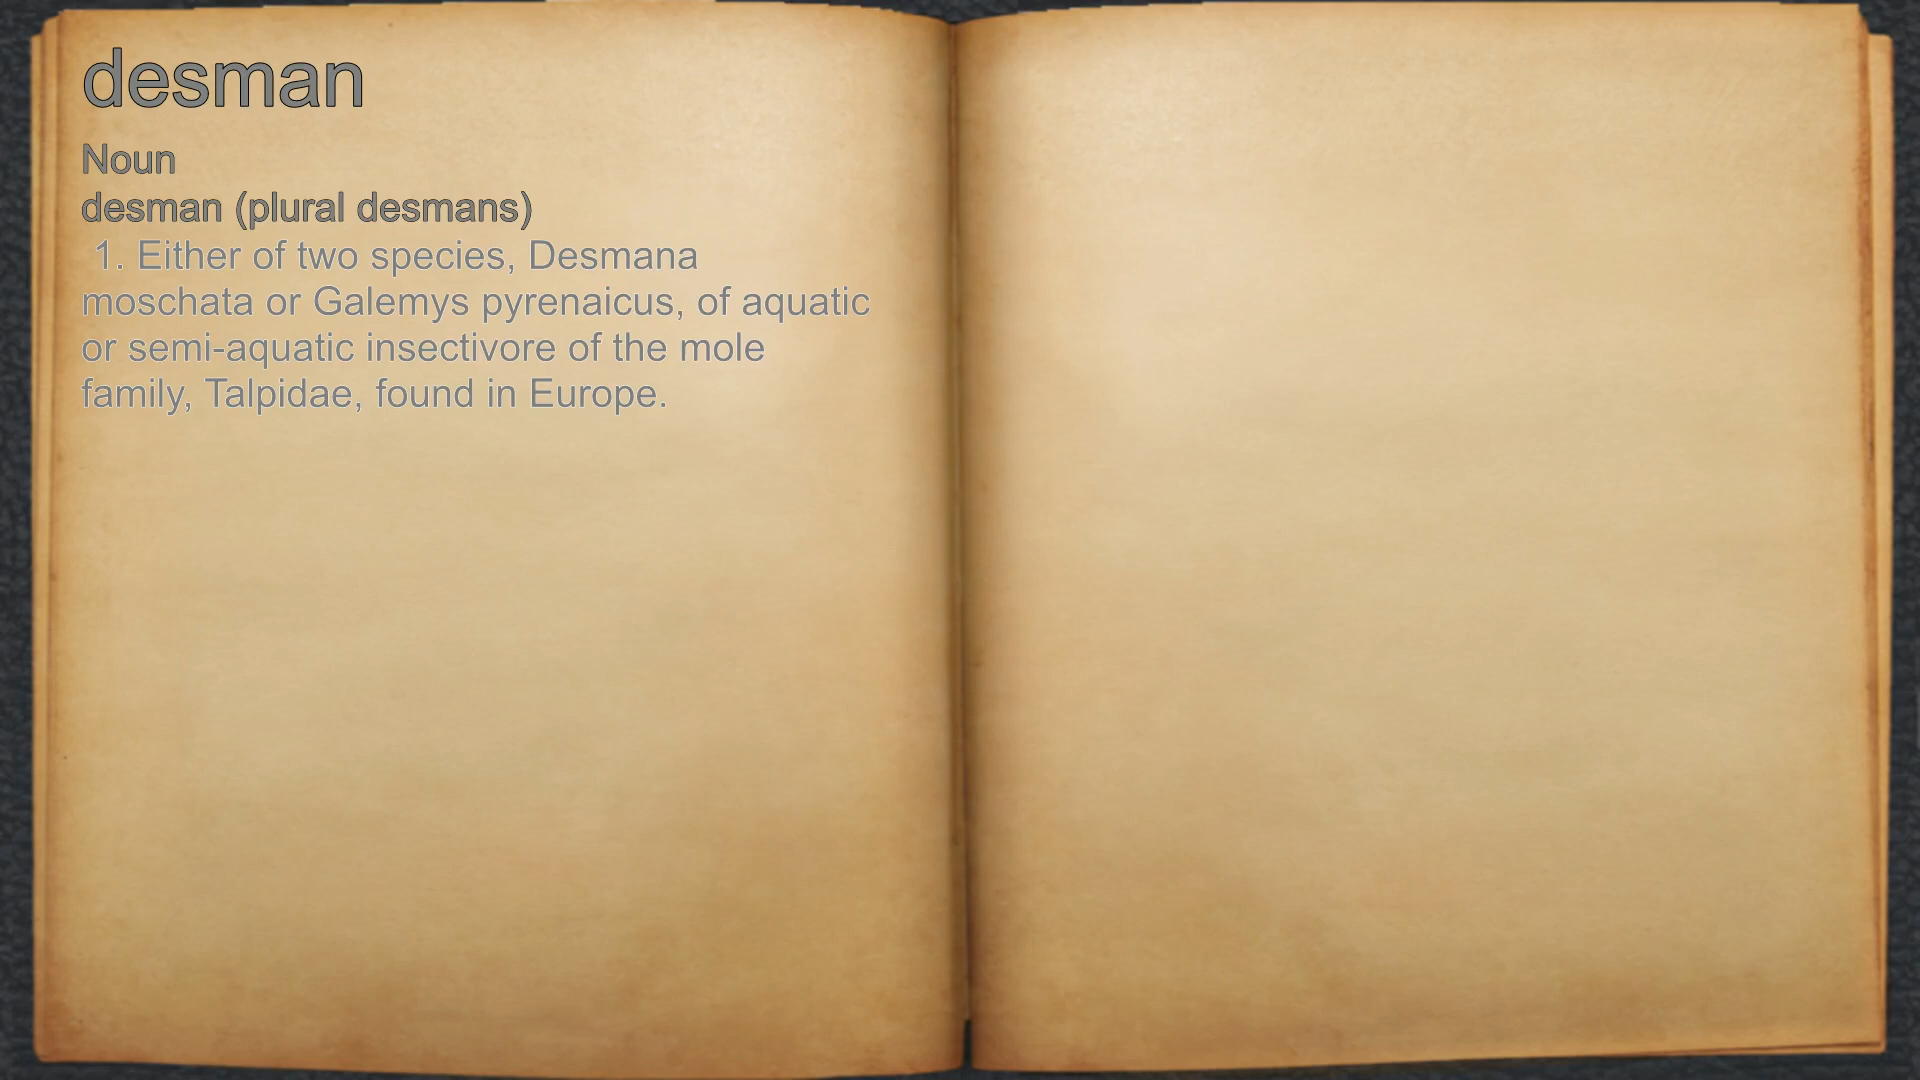 desman
Noun
desman (plural desmans)
1. Either of two species, Desmana
moschata or Galemys pyrenaicus, of aquatic
or semi-aquatic insectivore of the mole
family, Talpidae, found in Europe.